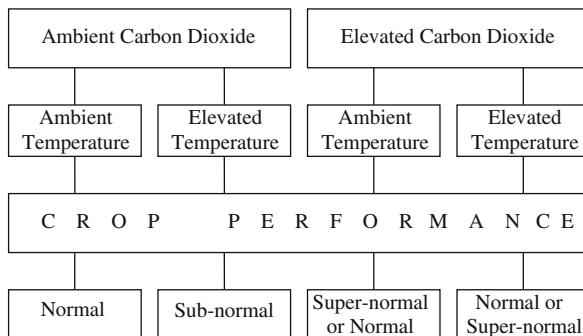 Ambient Carbon Dioxide
Elevated Carbon Dioxide
Ambient
Temperature
Elevated
Temperature
Ambient
Temperature
Elevated
Temperature
C R O P P E R F O R M A N C E
Normal
Sub-normal
Super-normal
or Normal
Normal or
Super-normal